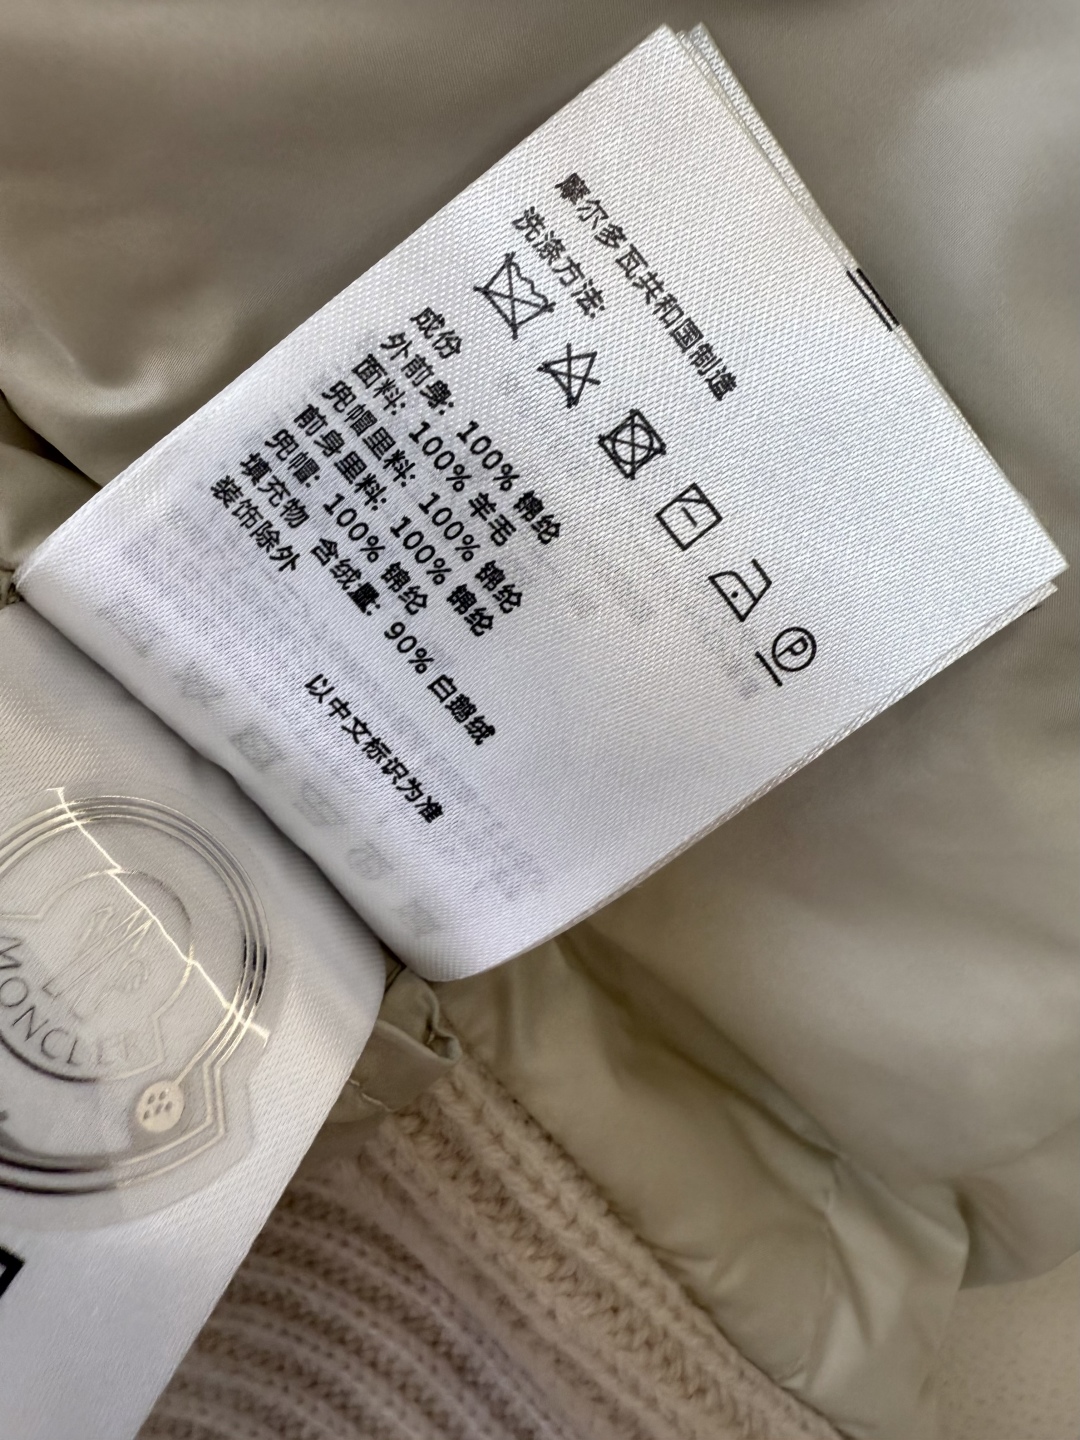 摩尔多瓦共和国制造
洗涤方法:
P
成份
外前身: 100% 锦纶
面料: 100% 羊毛
兜帽里料: 100% 锦纶
前身里料: 100% 锦纶
兜帽: 100% 锦纶
填充物 含绒量: 90% 白鹅绒
装饰除外
以中文标识为准
M
MONCLER